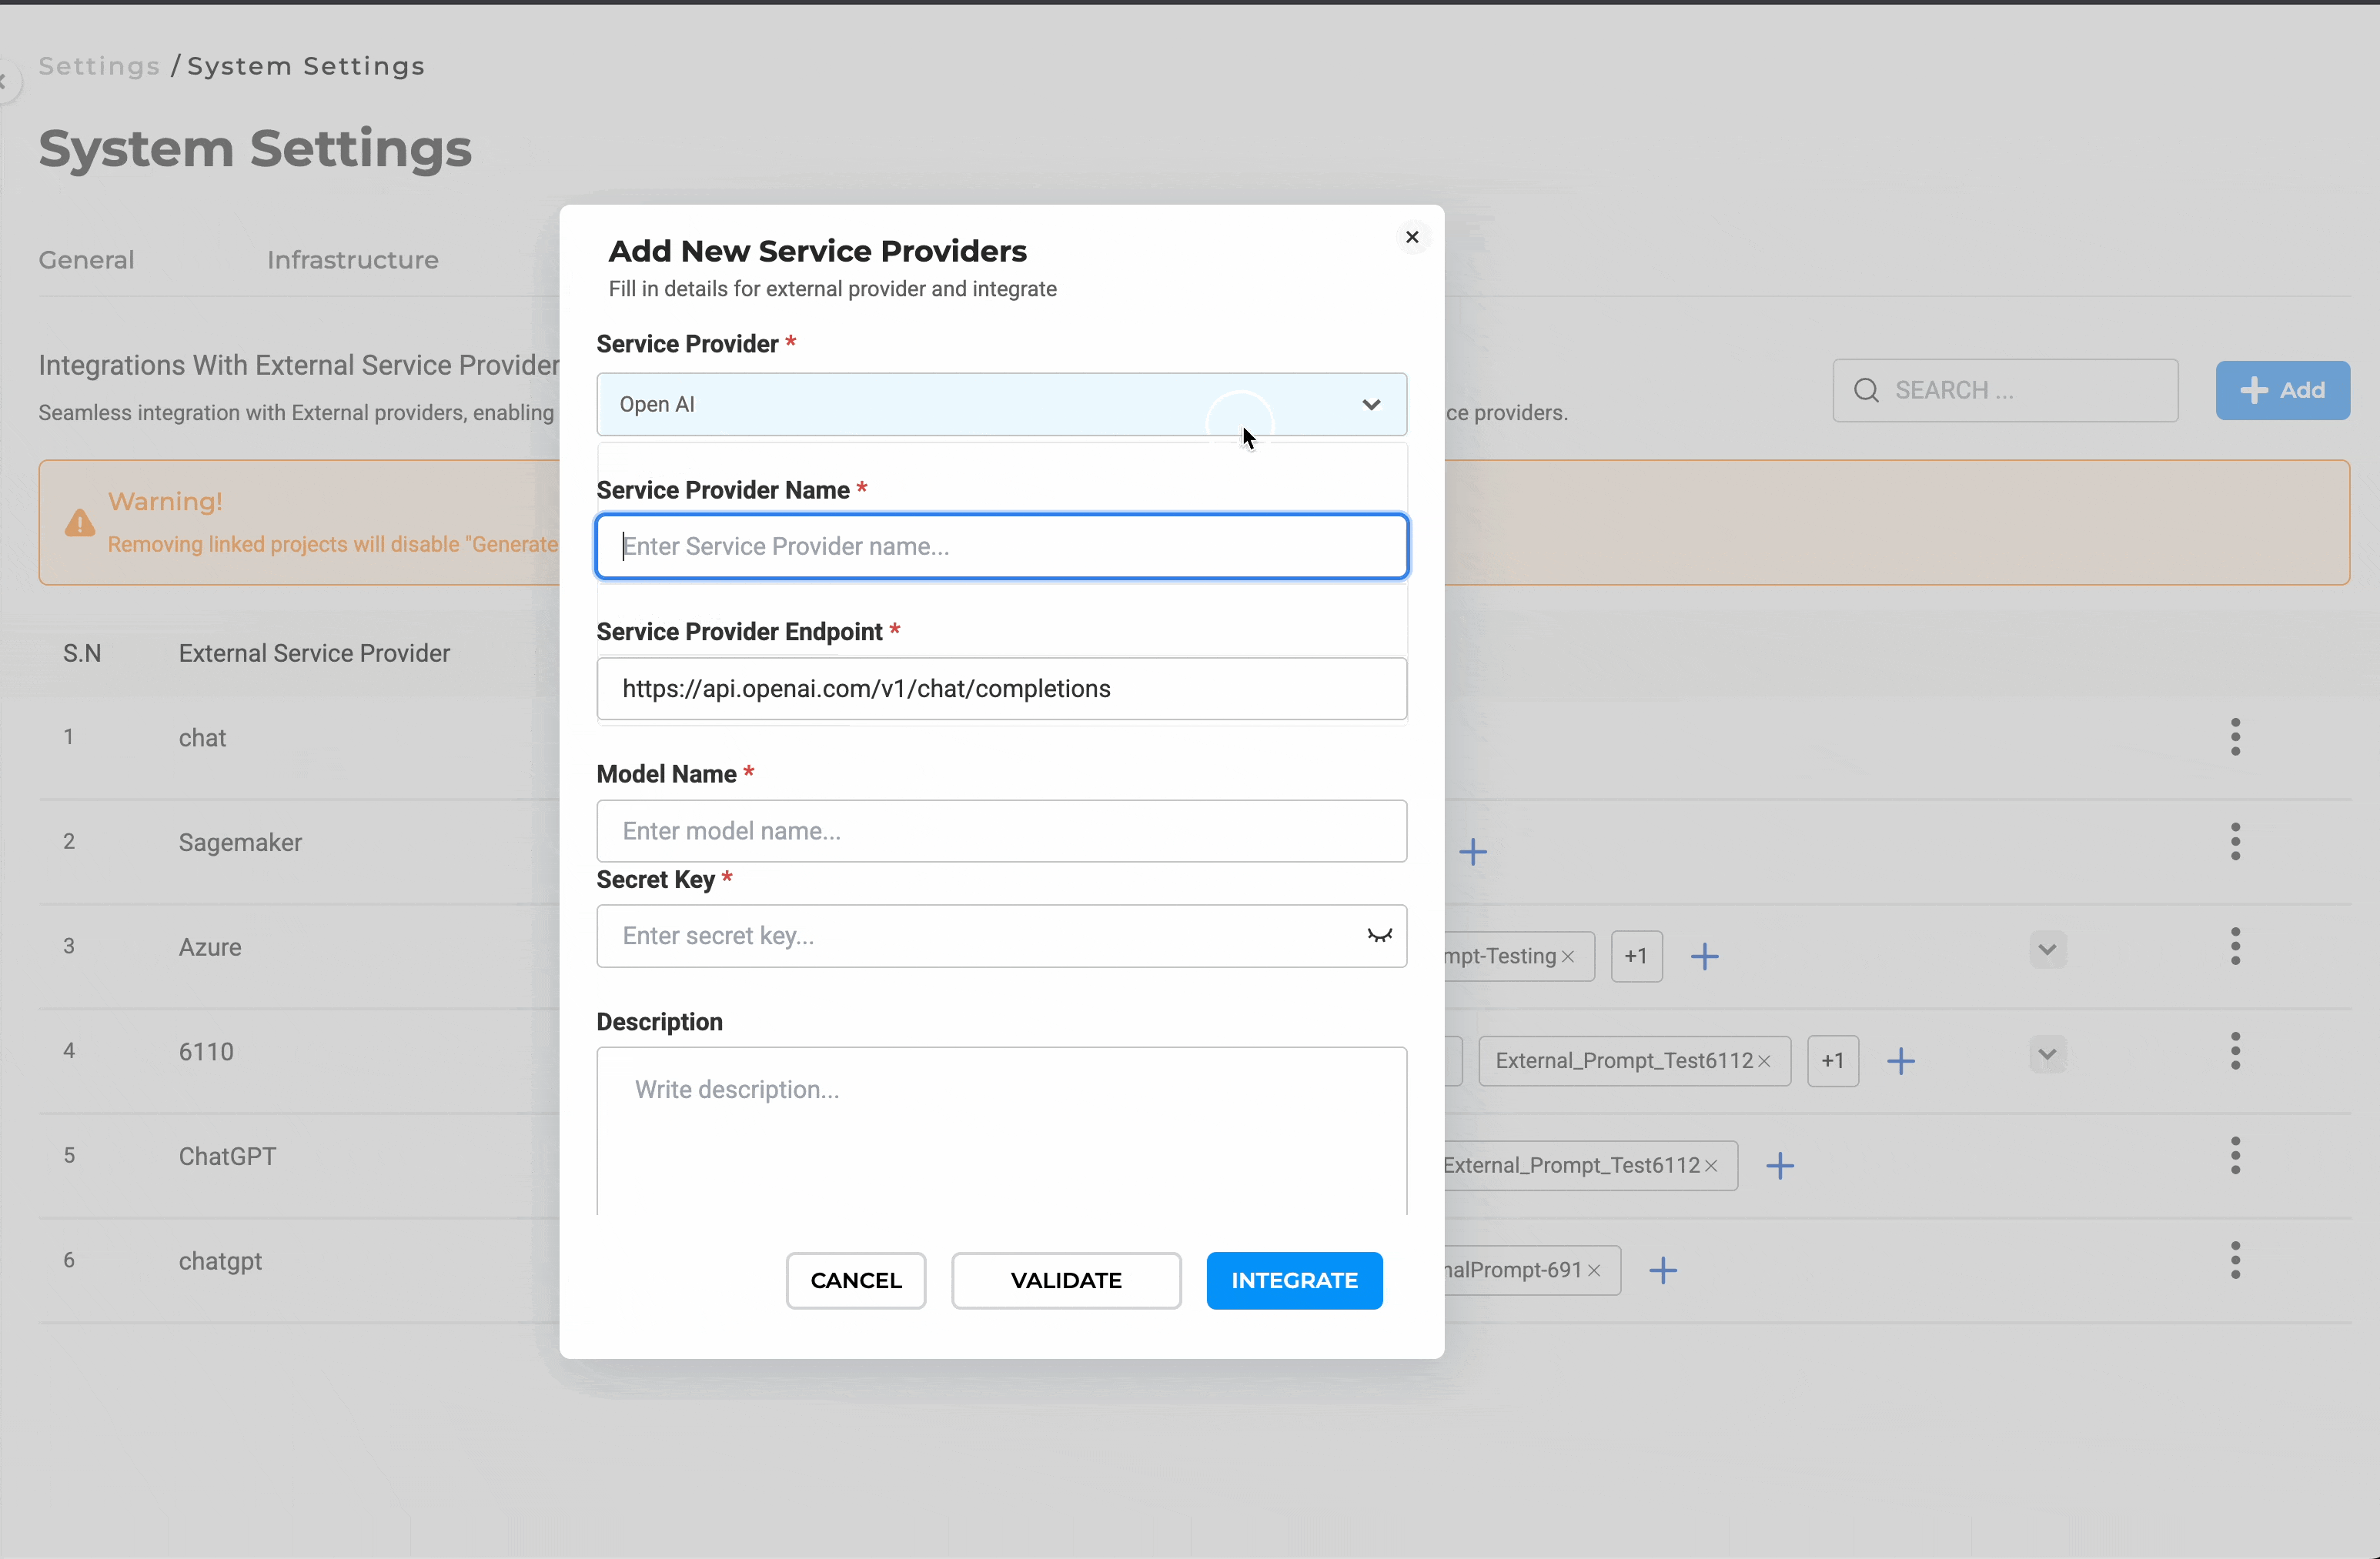 Settings / System Settings
System Settings
General
Infrastructure
Integrations With External Service Provider
Seamless integration with External providers, enabling
ce providers.
SEARCH ...
Add
Warning!
Removing linked projects will disable "Generate
S.N
External Service Provider
1
chat
2
Sagemaker
3
Azure
mpt-Testing
+1
4
6110
External_Prompt_Test6112
+1
5
ChatGPT
External_Prompt_Test6112
6
chatgpt
nalPrompt-691
Add New Service Providers
Fill in details for external provider and integrate
Service Provider *
Open AI
Service Provider Name *
Enter Service Provider name...
Service Provider Endpoint *
https://api.openai.com/v1/chat/completions
Model Name *
Enter model name...
Secret Key *
Enter secret key...
Description
Write description...
CANCEL
VALIDATE
INTEGRATE